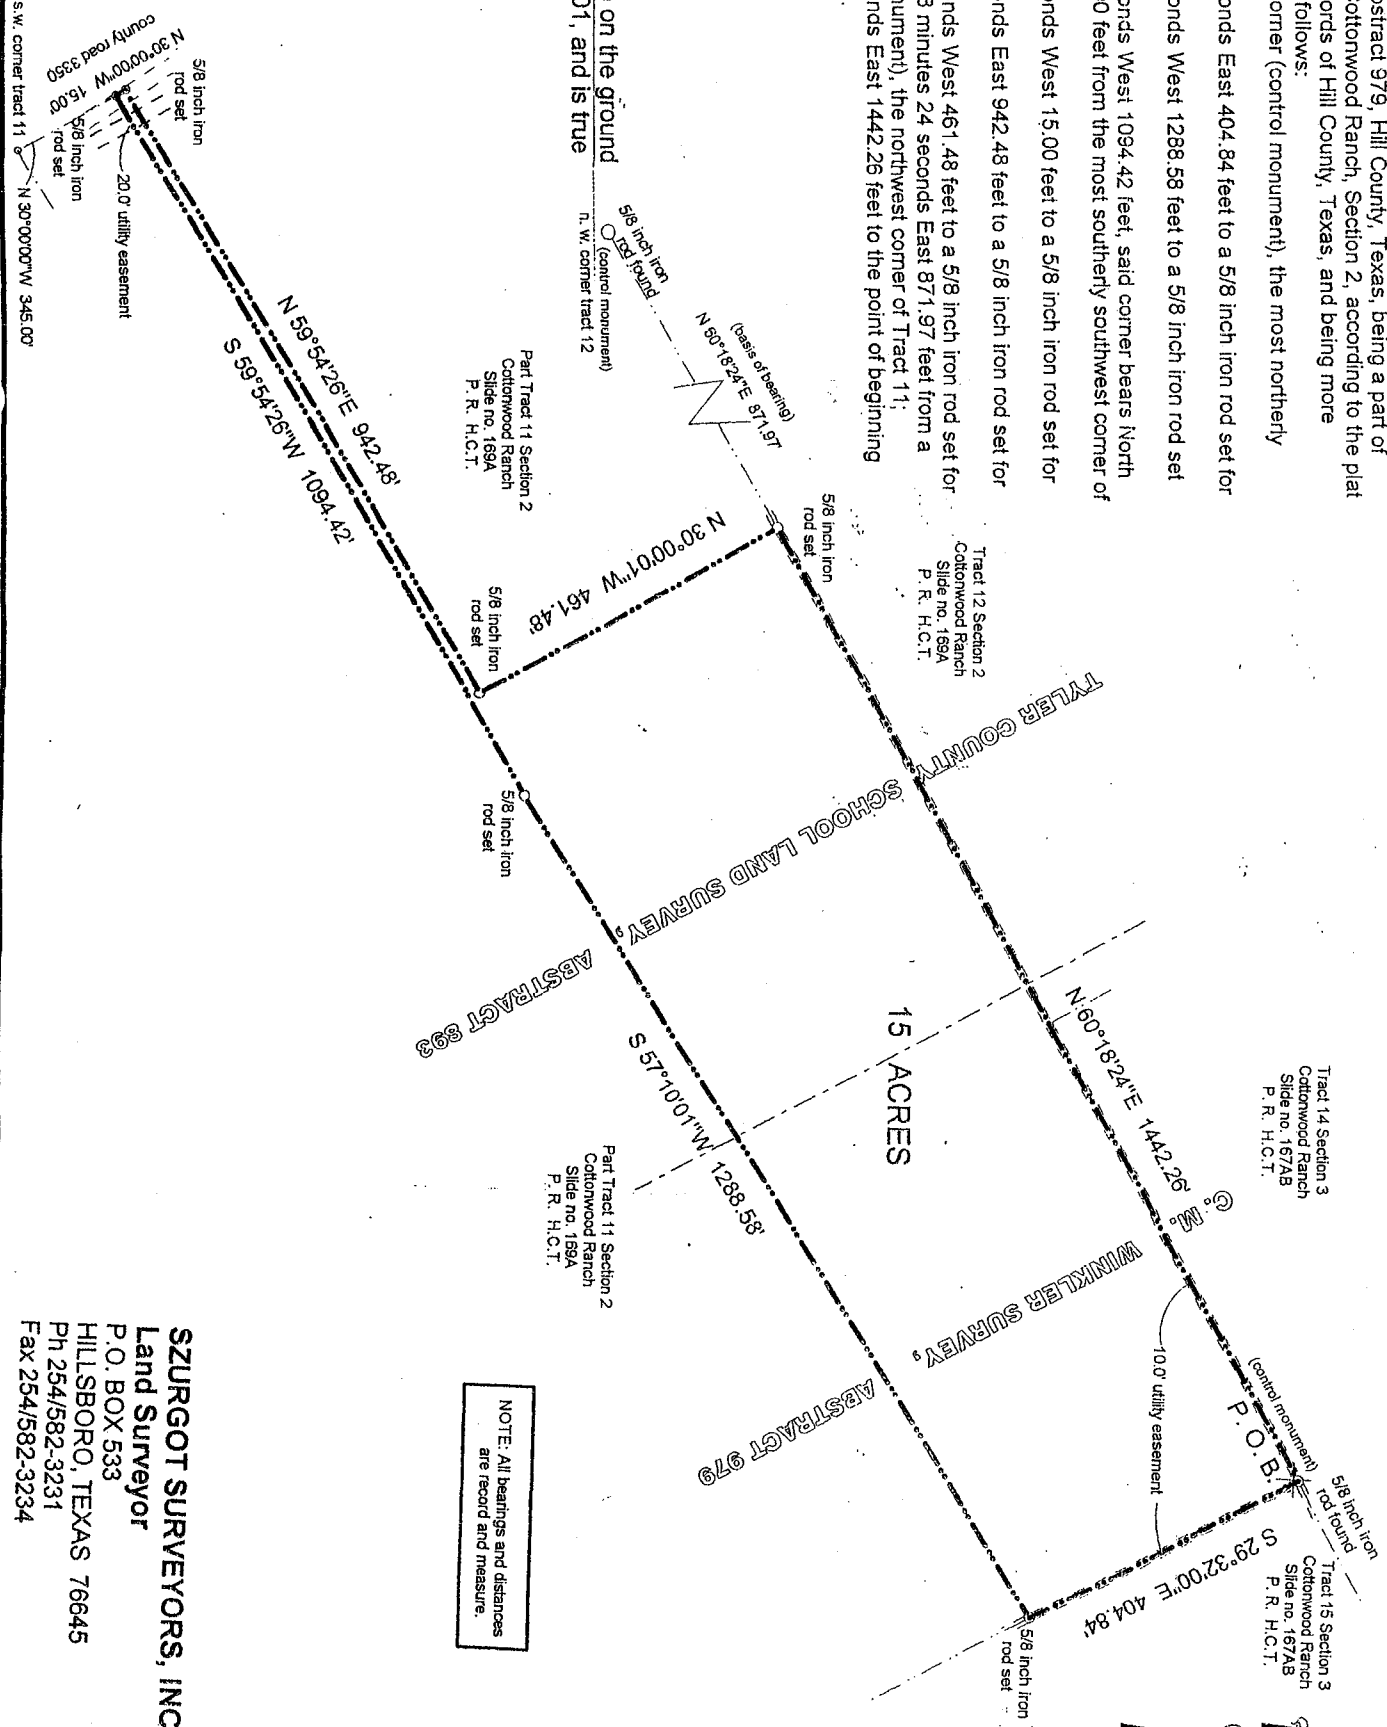 bstract 979, Hill County, Texas, being a part of
Cottonwood Ranch, Section 2, according to the plat
ords of Hill County, Texas, and being more
follows:
orner (control monument), the most northerly
onds East 404.84 feet to a 5/8 inch iron rod set for
onds West 1288.58 feet to a 5/8 inch iron rod set
onds West 1094.42 feet, said corner bears North
0 feet from the most southerly southwest corner of
onds West 15.00 feet to a 5/8 inch iron rod set for
onds East 942.48 feet to a 5/8 inch iron rod set for
nds West 461.48 feet to a 5/8 inch iron rod set for
8 minutes 24 seconds East 871.97 feet from a
nument), the northwest corner of Tract 11;
nds East 1442.26 feet to the point of beginning
on the ground
01, and is true
5/8 inch iron
rod found
(control monument)
n. w. corner tract 12
(basis of bearing)
N 60°18'24"E 871.97'
5/8 inch iron
rod set
Tract 12 Section 2
Cottonwood Ranch
Slide no. 169A
P. R. H.C.T.
Tract 14 Section 3
Cottonwood Ranch
Slide no. 167AB
P. R. H.C.T.
Tract 15 Section 3
Cottonwood Ranch
Slide no. 167AB
P. R. H.C.T.
5/8 inch iron
rod found
(control monument)
P. O. B.
N 60°18'24"E 1442.26'
10.0' utility easement
S 29°32'00"E 404.84'
5/8 inch iron
rod set
C. M.
WINKLER SURVEY,
ABSTRACT 979
15 ACRES
TYLER COUNTY
SCHOOL LAND SURVEY,
ABSTRACT 893
N 30°00'01"W 461.48'
5/8 inch iron
rod set
5/8 inch iron
rod set
S 57°10'01"W 1288.58'
Part Tract 11 Section 2
Cottonwood Ranch
Slide no. 169A
P. R. H.C.T.
Part Tract 11 Section 2
Cottonwood Ranch
Slide no. 169A
P. R. H.C.T.
N 59°54'26"E 942.48'
S 59°54'26"W 1094.42'
20.0' utility easement
5/8 inch iron
rod set
N 30°00'00"W 15.00'
county road 3350
5/8 inch iron
rod set
s.w. corner tract 11
N 30°00'00"W 345.00'
NOTE: All bearings and distances
are record and measure.
SZURGOT SURVEYORS, INC
Land Surveyor
P.O. BOX 533
HILLSBORO, TEXAS 76645
Ph 254/582-3231
Fax 254/582-3234